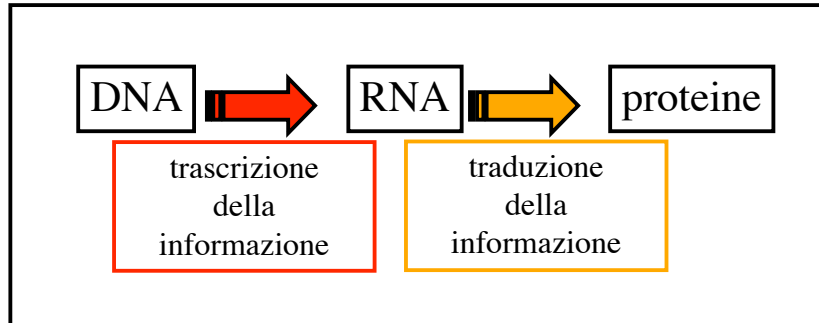 DNA
RNA
proteine
trascrizione
della
informazione
traduzione
della
informazione